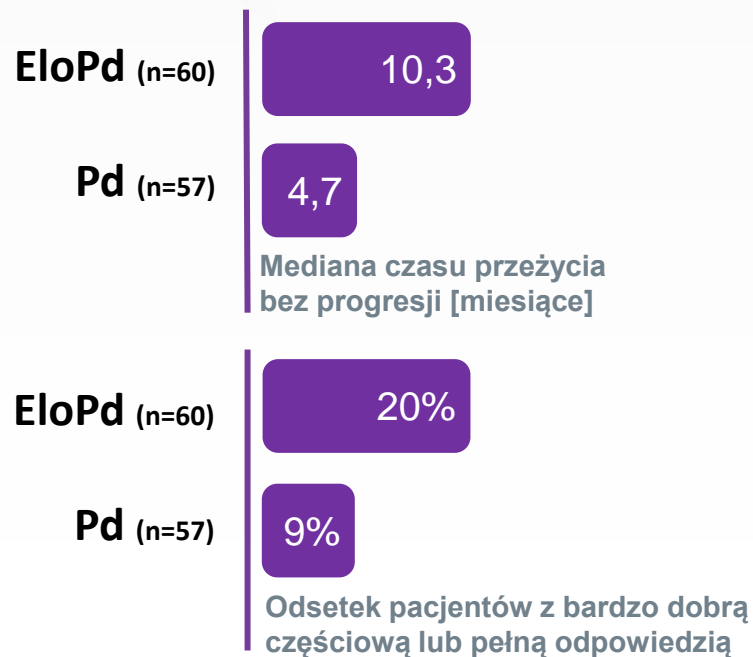 EloPd (n=60) 10,3
Pd (n=57) 4,7
Mediana czasu przeżycia
bez progresji [miesiące]
EloPd (n=60) 20%
Pd (n=57) 9%
Odsetek pacjentów z bardzo dobrą
częściową lub pełną odpowiedzią